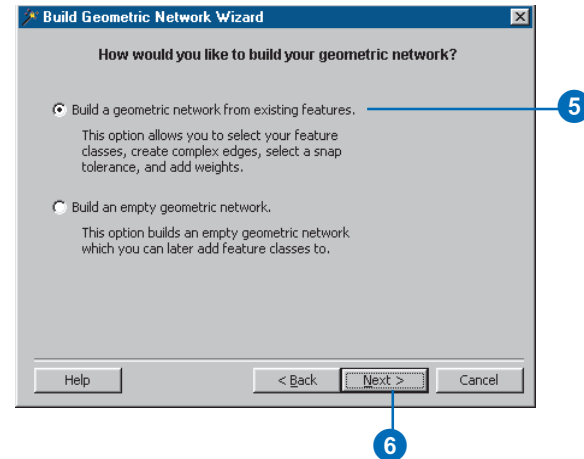 Build Geometric Network Wizard
How would you like to build your geometric network?
Build a geometric network from existing features.
5
This option allows you to select your feature
classes, create complex edges, select a snap
tolerance, and add weights.
Build an empty geometric network.
This option builds an empty geometric network
which you can later add feature classes to.
Help
< Back
Next >
Cancel
6